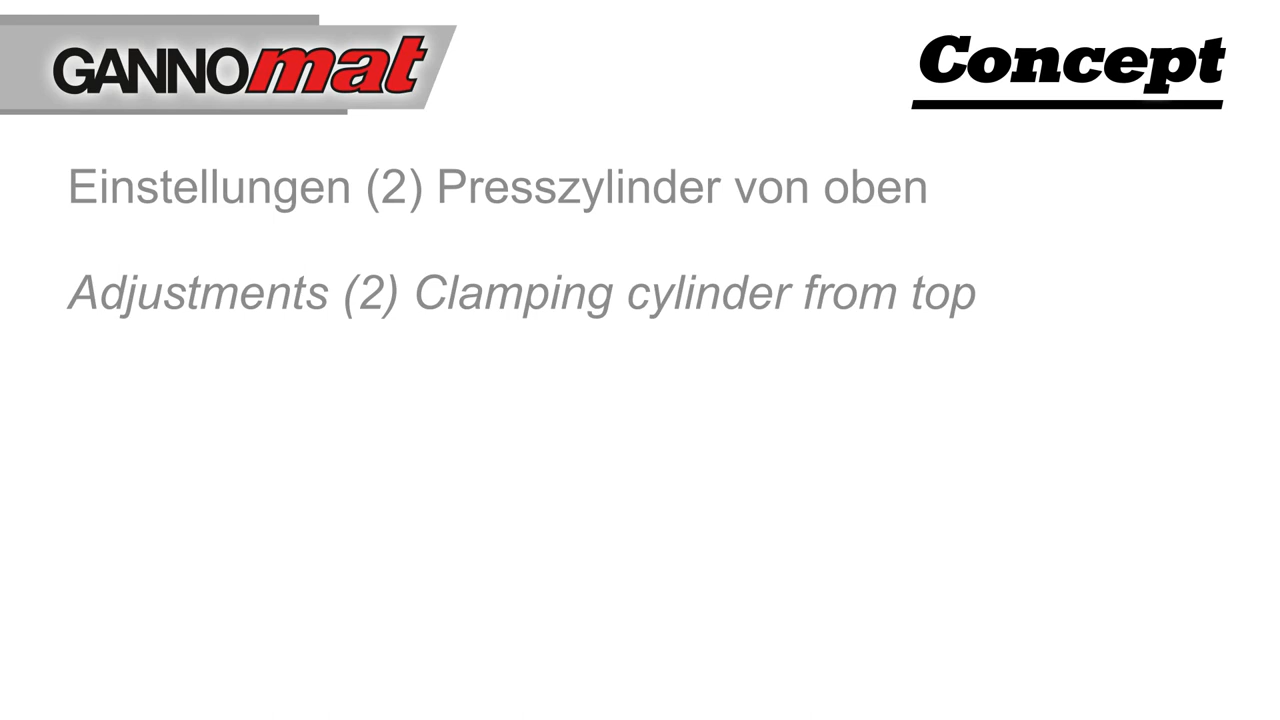 GANNOmat
Concept
Einstellungen (2) Presszylinder von oben
Adjustments (2) Clamping cylinder from top